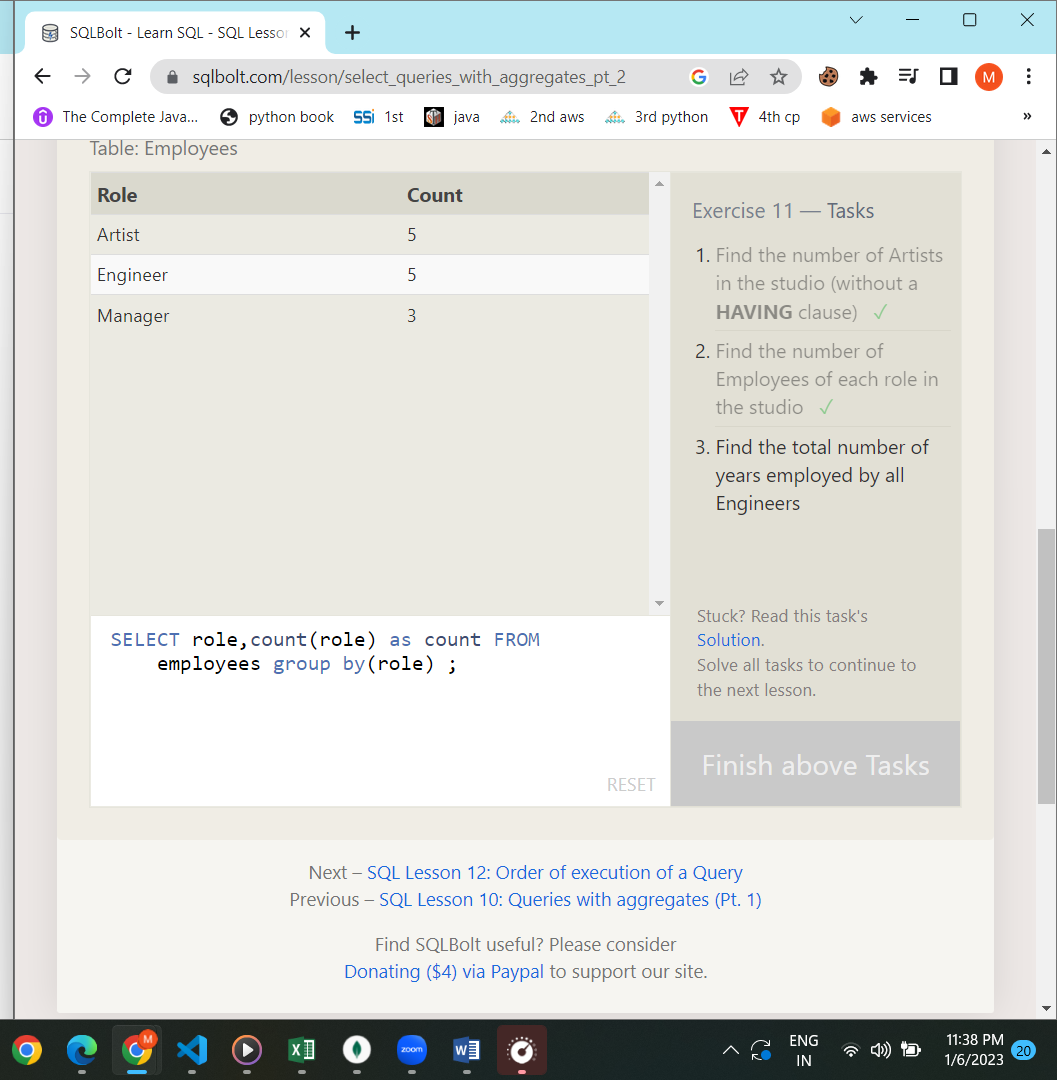 SQLBolt - Learn SQL - SQL Lesson
sqlbolt.com/lesson/select_queries_with_aggregates_pt_2
M
The Complete Java...
python book
SSi 1st
java
2nd aws
3rd python
4th cp
aws services
»
Table: Employees
Role Count
Artist 5
Engineer 5
Manager 3
Exercise 11 — Tasks
1. Find the number of Artists
in the studio (without a
HAVING clause) ✓
2. Find the number of
Employees of each role in
the studio ✓
3. Find the total number of
years employed by all
Engineers
Stuck? Read this task's
Solution.
Solve all tasks to continue to
the next lesson.
Finish above Tasks
SELECT role,count(role) as count FROM
employees group by(role) ;
RESET
Next – SQL Lesson 12: Order of execution of a Query
Previous – SQL Lesson 10: Queries with aggregates (Pt. 1)
Find SQLBolt useful? Please consider
Donating ($4) via Paypal to support our site.
M
zoom
ENG
IN
11:38 PM
1/6/2023
20